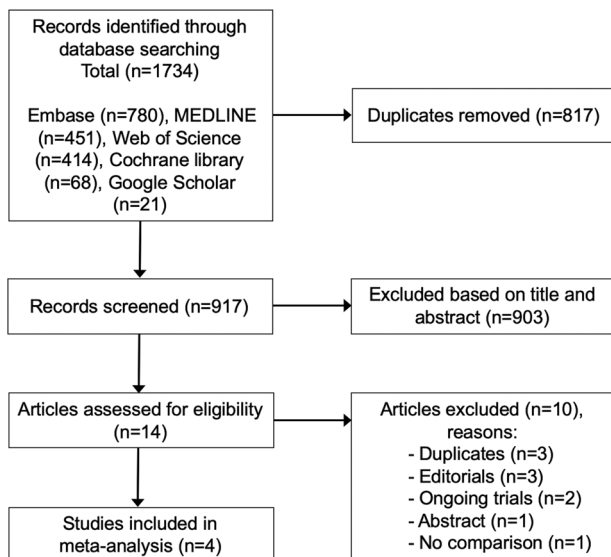 Records identified through
database searching
Total (n=1734)
Embase (n=780), MEDLINE
(n=451), Web of Science
(n=414), Cochrane library
(n=68), Google Scholar
(n=21)
Duplicates removed (n=817)
Records screened (n=917)
Excluded based on title and
abstract (n=903)
Articles assessed for eligibility
(n=14)
Articles excluded (n=10),
reasons:
- Duplicates (n=3)
- Editorials (n=3)
- Ongoing trials (n=2)
- Abstract (n=1)
- No comparison (n=1)
Studies included in
meta-analysis (n=4)